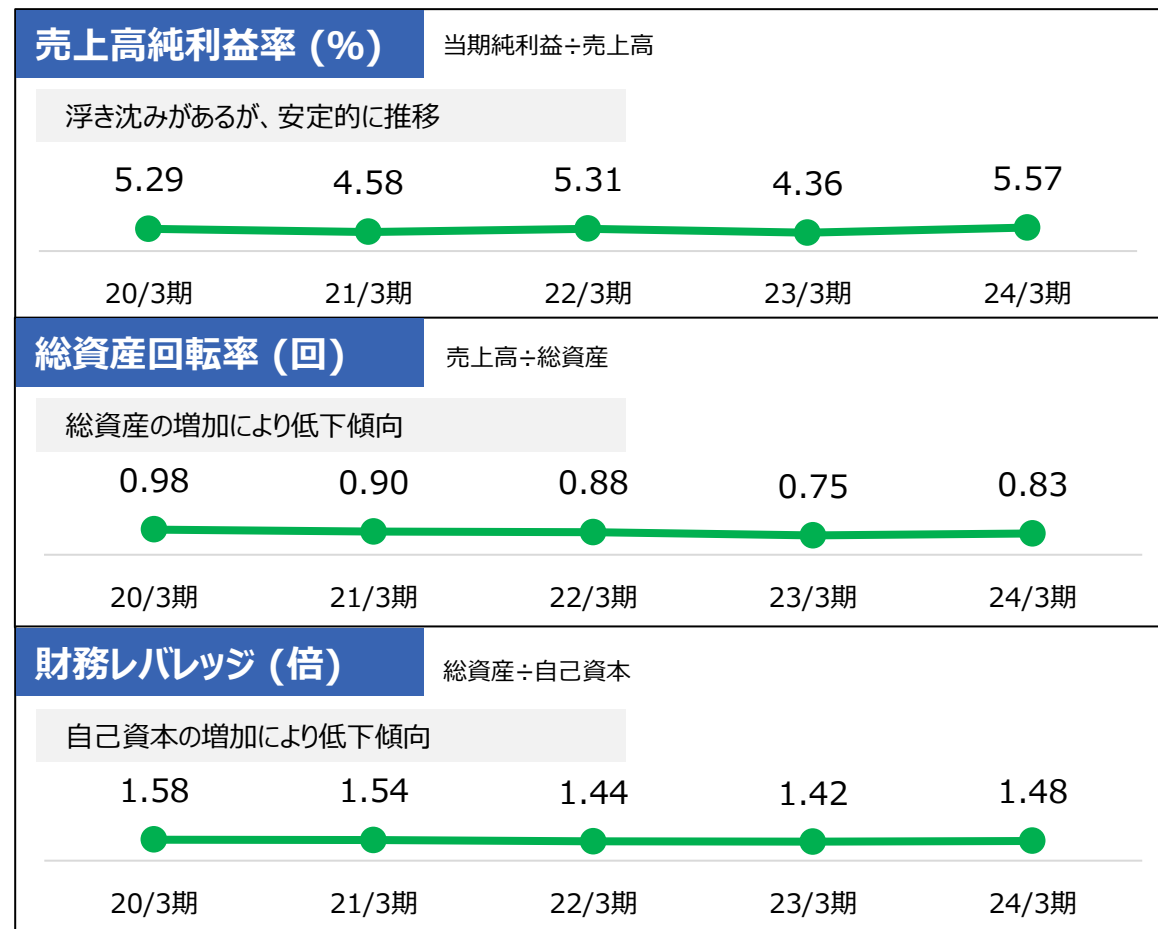 売上高純利益率 (%)
当期純利益÷売上高
浮き沈みがあるが、安定的に推移
5.29 4.58 5.31 4.36 5.57
20/3期 21/3期 22/3期 23/3期 24/3期
総資産回転率 (回)
売上高÷総資産
総資産の増加により低下傾向
0.98 0.90 0.88 0.75 0.83
20/3期 21/3期 22/3期 23/3期 24/3期
財務レバレッジ (倍)
総資産÷自己資本
自己資本の増加により低下傾向
1.58 1.54 1.44 1.42 1.48
20/3期 21/3期 22/3期 23/3期 24/3期